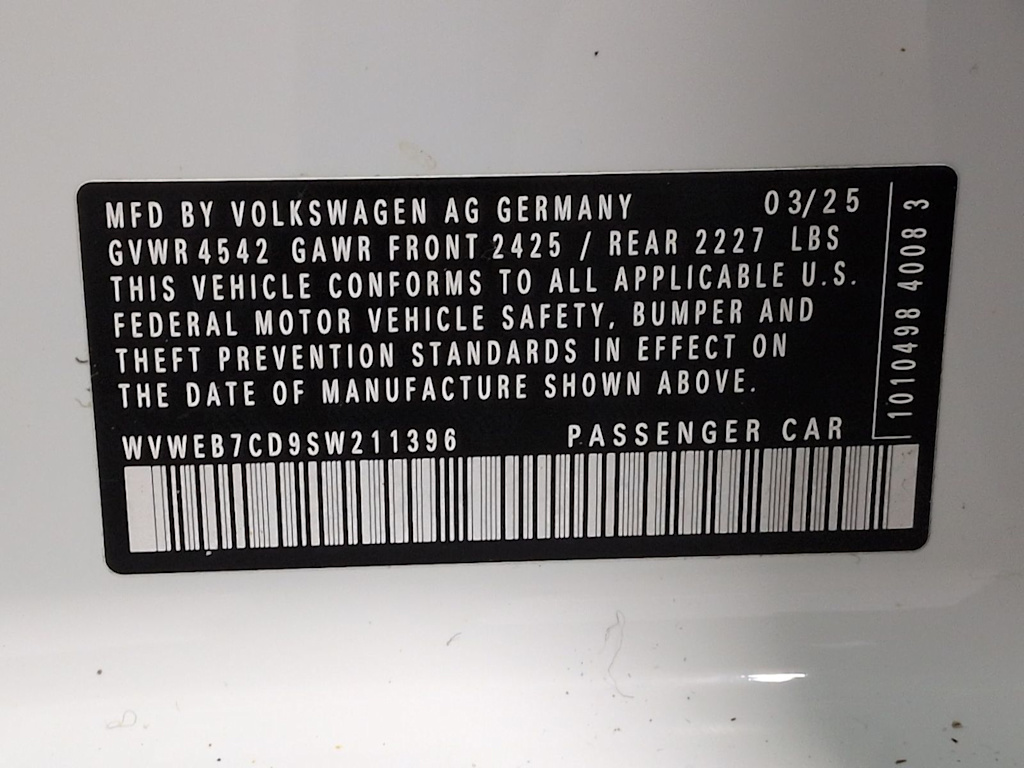 MFD BY VOLKSWAGEN AG GERMANY 03/25
GVWR 4542 GAWR FRONT 2425 / REAR 2227 LBS
THIS VEHICLE CONFORMS TO ALL APPLICABLE U.S.
FEDERAL MOTOR VEHICLE SAFETY, BUMPER AND
THEFT PREVENTION STANDARDS IN EFFECT ON
THE DATE OF MANUFACTURE SHOWN ABOVE.
WVWEB7CD9SW211396 PASSENGER CAR
1010498 4008 3